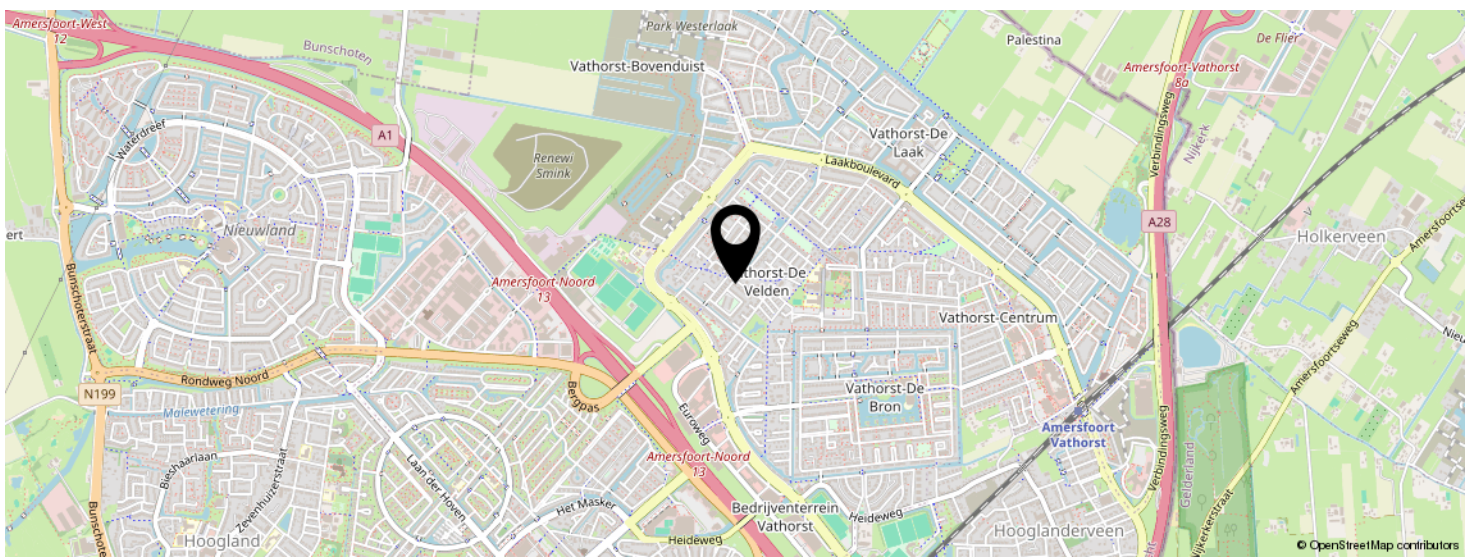 Amersfoort-West
12
Bunschoten
Park Westerlaak
Palestina
De Flier
Vathorst-Bovenduist
Amersfoort-Vathorst
8a
Verbindingsweg
Nijkerk
Waterdreef
A1
Renewi
Smink
Vathorst-De
Laak
Laakboulevard
A28
Nieuwland
Holkerveen
Amersfoortseweg
Bunschoterstraat
Amersfoort-Noord
13
Velden
Vathorst-Centrum
Amersfoortseweg
Rondweg Noord
N199
Malewetering
Bergpas
Euroweg
Vathorst-De
Bron
Amersfoort
Vathorst
Verbindingsweg
Gelderland
Bieshaarlaan
Zevenhuizerstraat
Laan der Hoven
Amersfoort-Noord
13
Het Masker
Bedrijventerrein
Vathorst
Heideweg
Heideweg
Hoogland
Hooglanderveen
© OpenStreetMap contributors